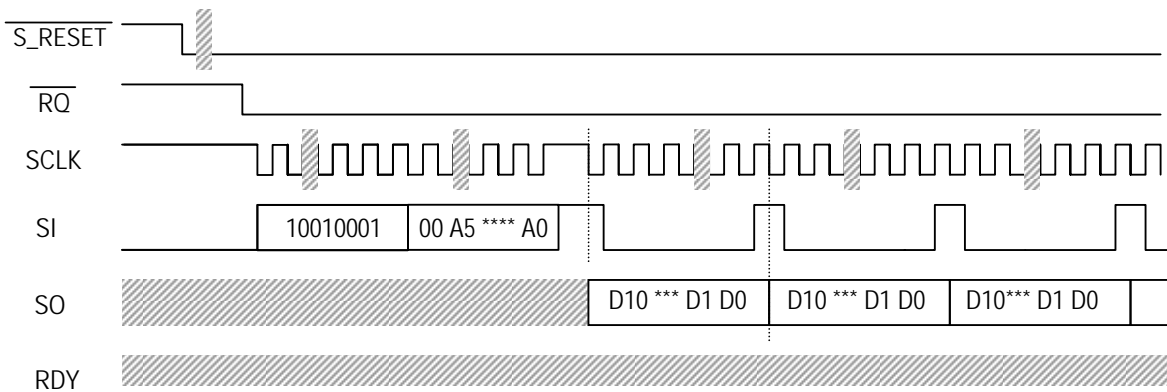 S_RESET
RQ
SCLK
SI 10010001 00 A5 **** A0
SO D10 *** D1 D0 D10 *** D1 D0 D10*** D1 D0
RDY